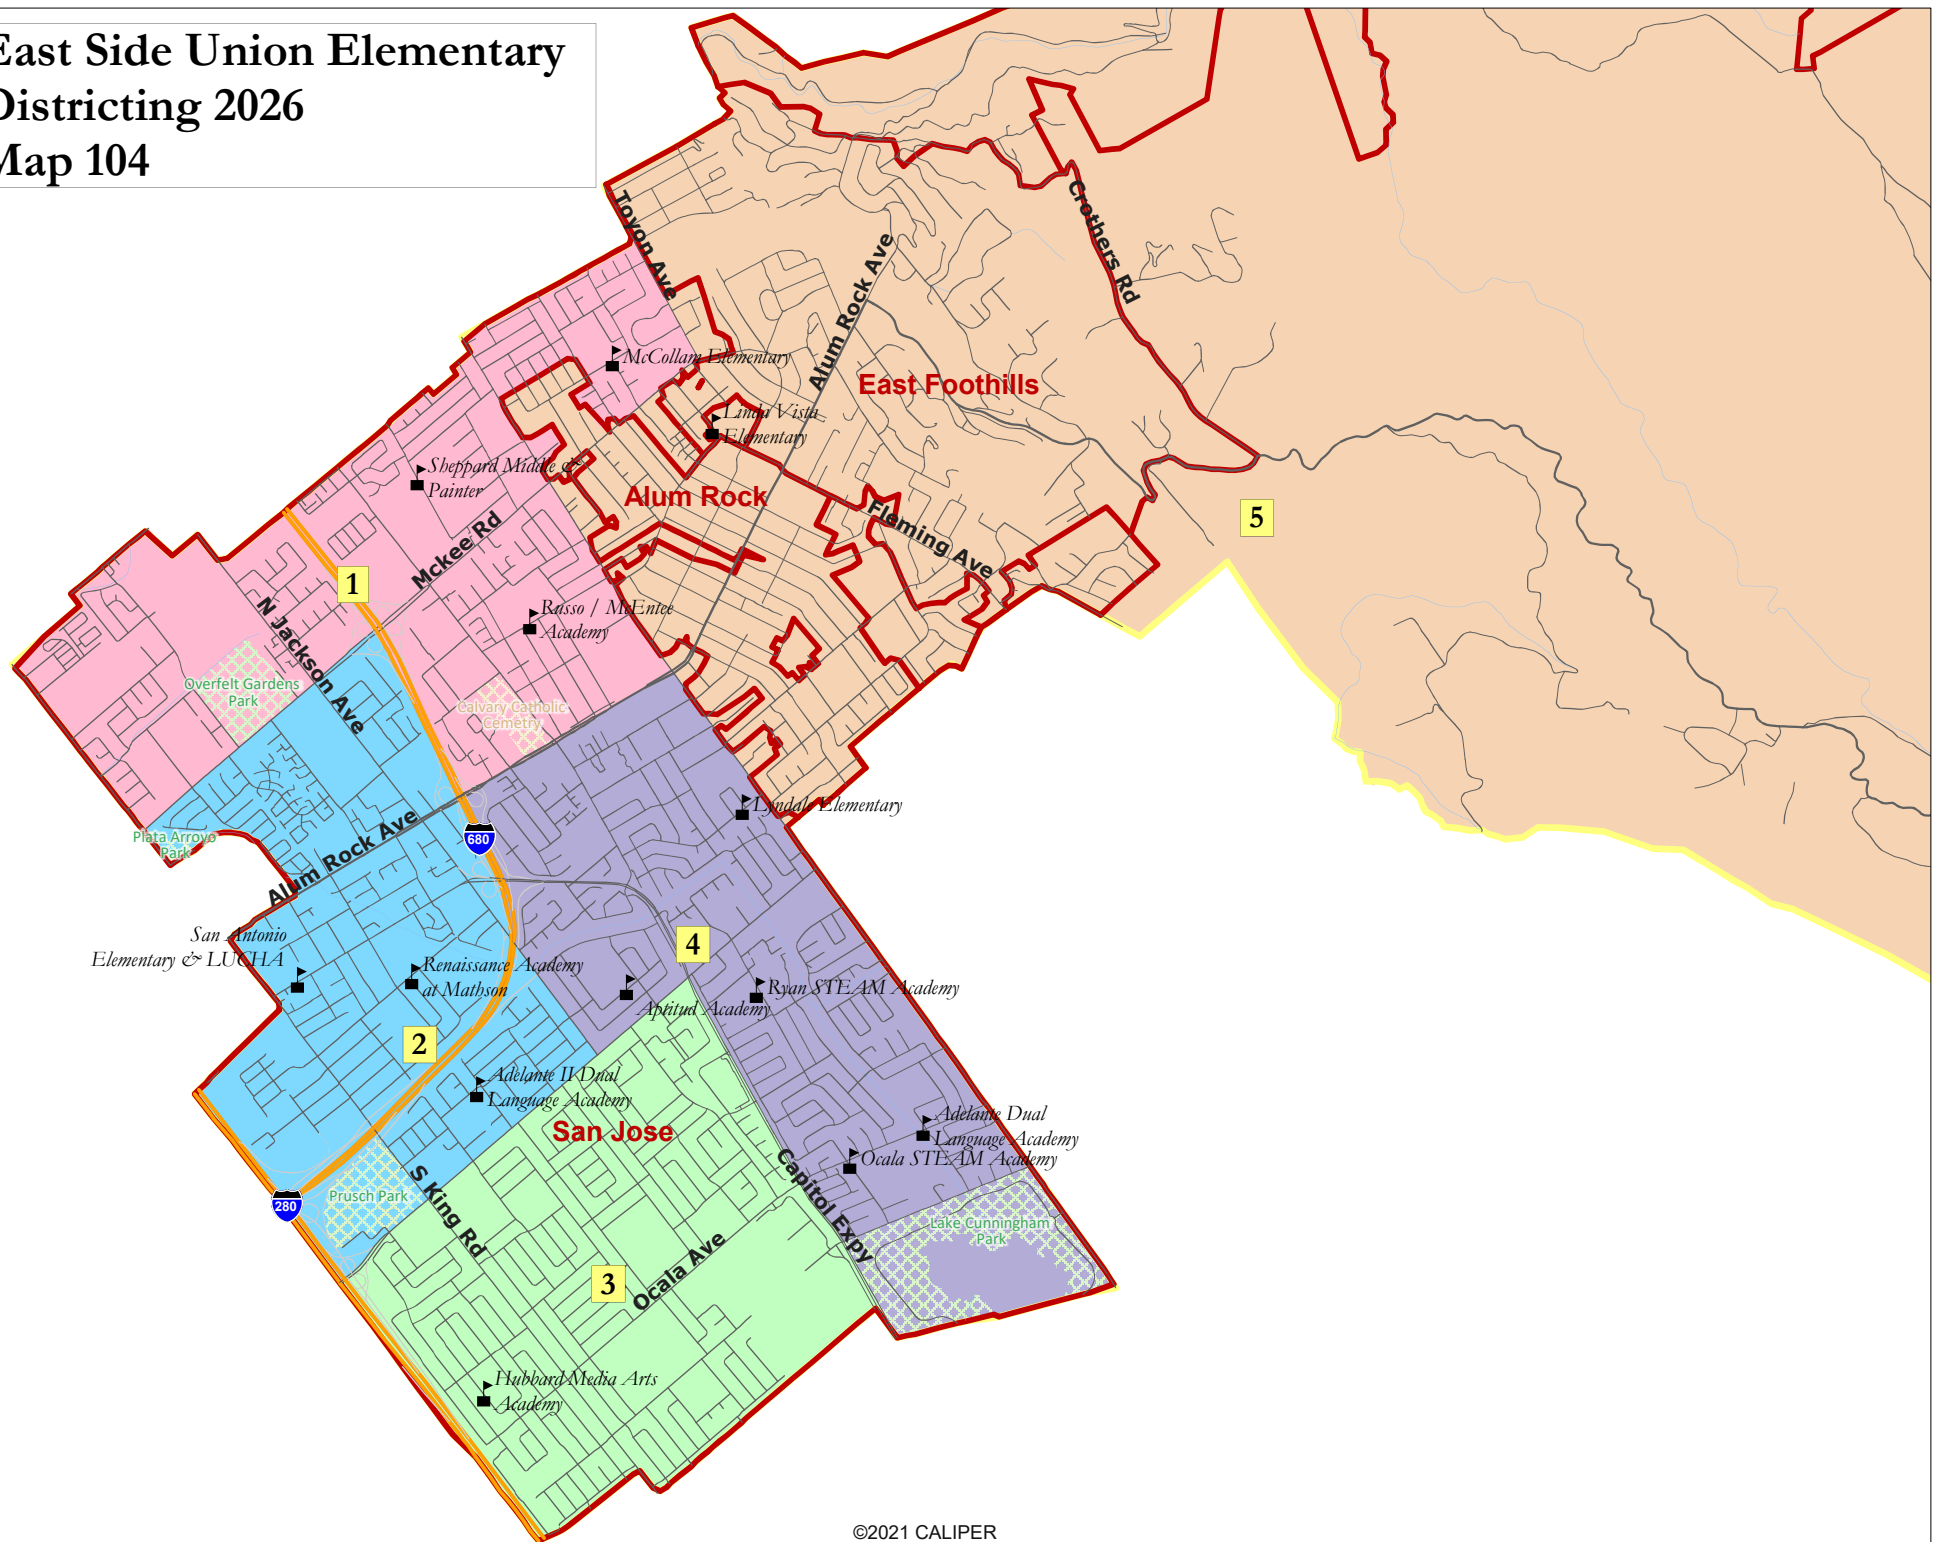 East Side Union Elementary
Districting 2026
Map 104
Toyon Ave
Crothers Rd
Alum Rock Ave
McCollam Elementary
East Foothills
Linda Vista
Elementary
Sheppard Middle &
Painter
Alum Rock
Fleming Ave
5
Mckee Rd
1
N Jackson Ave
Russo / McEntee
Academy
Overfelt Gardens
Park
Calvary Catholic
Cemetry
Lyndale Elementary
Plata Arroyo
Park
Alum Rock Ave
680
San Antonio
Elementary & LUCHA
4
Renaissance Academy
at Mathson
Ryan STEAM Academy
Aptitud Academy
2
Adelante II Dual
Language Academy
San Jose
Adelante Dual
Language Academy
Ocala STEAM Academy
Capitol Expy
Prusch Park
280
S King Rd
Lake Cunningham
Park
3
Ocala Ave
Hubbard Media Arts
Academy
©2021 CALIPER